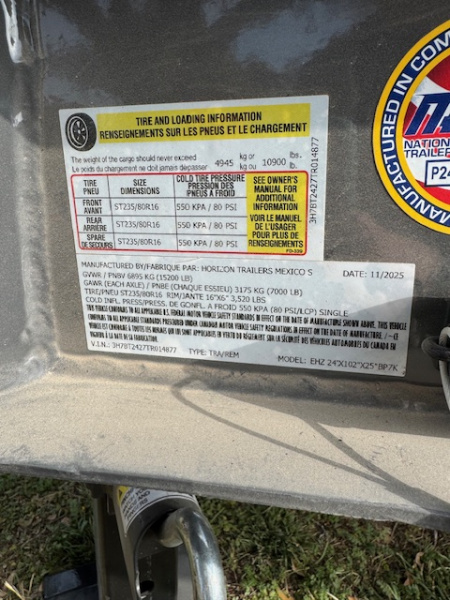 TIRE AND LOADING INFORMATION
RENSEIGNEMENTS SUR LES PNEUS ET LE CHARGEMENT
The weight of the cargo should never exceed 4945 kg or 10900 lbs.
Le poids du chargement ne doit jamais dépasser kg ou lb.
TIRE PNEU
SIZE DIMENSIONS
COLD TIRE PRESSURE PRESSION DES PNEUS A FROID
FRONT AVANT ST235/80R16 550 KPA / 80 PSI
REAR ARRIÈRE ST235/80R16 550 KPA / 80 PSI
SPARE DE SECOURS ST235/80R16 550 KPA / 80 PSI
SEE OWNER'S
MANUAL FOR
ADDITIONAL
INFORMATION
VOIR LE MANUEL
DE L'USAGER
POUR PLUS DE
RENSEIGNEMENTS
3H7BT2427TR014877
MANUFACTURED BY/FABRIQUE PAR: HORIZON TRAILERS MEXICO S DATE: 11/2025
GVWR / PNBV 6895 KG (15200 LB)
GAWR (EACH AXLE) / PNBE (CHAQUE ESSIEU) 3175 KG (7000 LB)
TIRE/PNEU ST235/80R16 RIM/JANTE 16"X6" 3,520 LBS
COLD INFL. PRESS/PRESS. DE GONFL A FROID 550 KPA (80 PSI/LCP) SINGLE
V.I.N.: 3H7BT2427TR014877 TYPE: TRA/REM MODEL: EHZ 24'X102"X25"BP7K
MANUFACTURED IN COM
NATION
TRAILER
P24